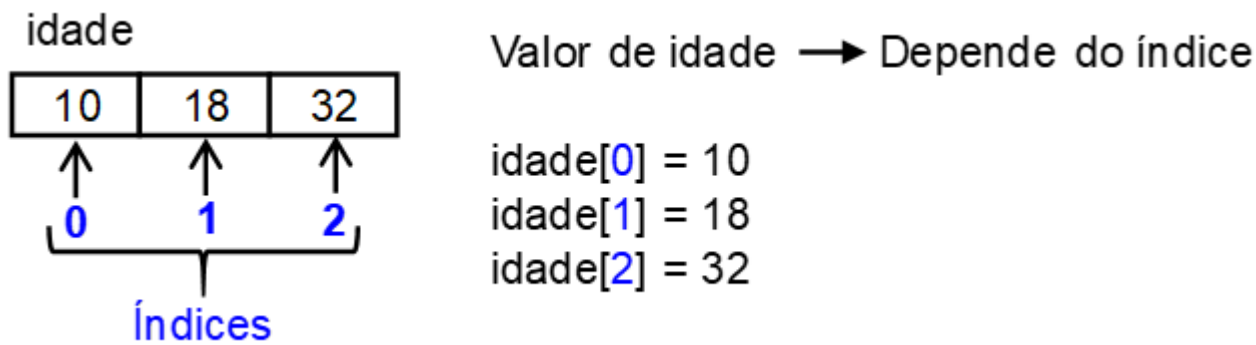 idade
10 18 32
0 1 2
Índices
Valor de idade → Depende do índice
idade[0] = 10
idade[1] = 18
idade[2] = 32